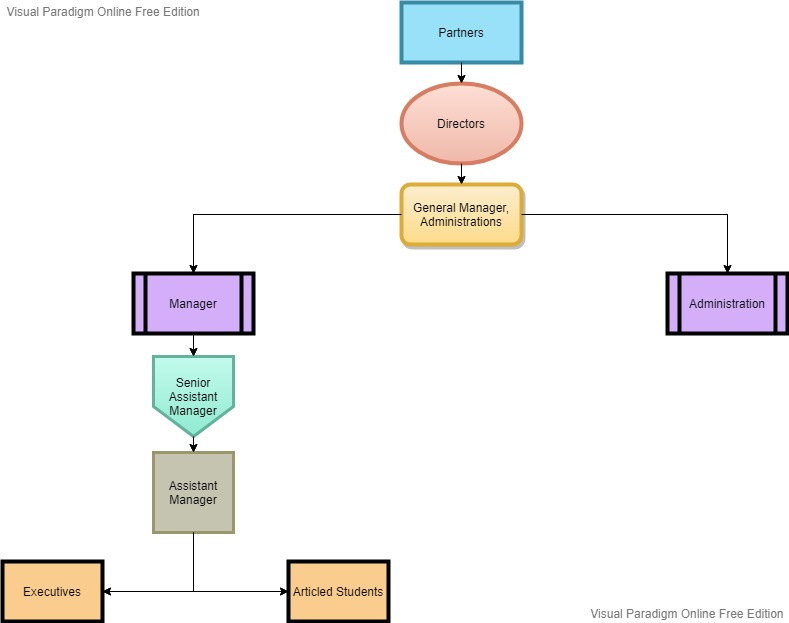 Visual Paradigm Online Free Edition
Partners
Directors
General Manager,
Administrations
Manager
Administration
Senior
Assistant
Manager
Assistant
Manager
Executives
Articled Students
Visual Paradigm Online Free Edition